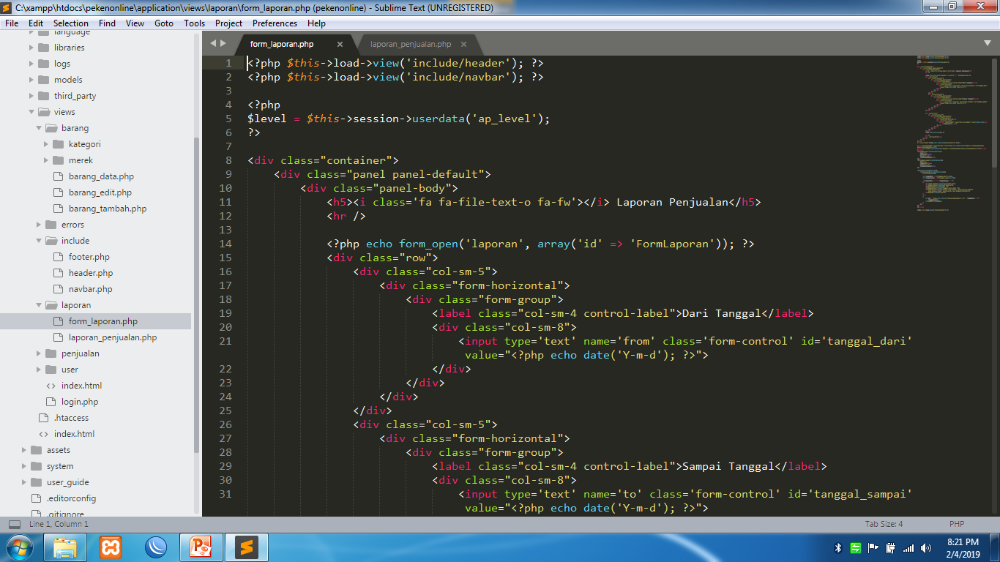 C:\xampp\htdocs\pekenonline\application\views\laporan\form_laporan.php (pekenonline) - Sublime Text (UNREGISTERED)
File Edit Selection Find View Goto Tools Project Preferences Help
language
libraries
logs
models
third_party
views
barang
kategori
merek
barang_data.php
barang_edit.php
barang_tambah.php
errors
include
footer.php
header.php
navbar.php
laporan
form_laporan.php
laporan_penjualan.php
penjualan
user
index.html
login.php
.htaccess
index.html
assets
system
user_guide
.editorconfig
.gitignore
form_laporan.php laporan_penjualan.php
1 <?php $this->load->view('include/header'); ?>
2 <?php $this->load->view('include/navbar'); ?>
3
4 <?php
5 $level = $this->session->userdata('ap_level');
6 ?>
7
8 <div class="container">
9 <div class="panel panel-default">
10 <div class="panel-body">
11 <h5><i class='fa fa-file-text-o fa-fw'></i> Laporan Penjualan</h5>
12 <hr />
13
14 <?php echo form_open('laporan', array('id' => 'FormLaporan')); ?>
15 <div class="row">
16 <div class="col-sm-5">
17 <div class="form-horizontal">
18 <div class="form-group">
19 <label class="col-sm-4 control-label">Dari Tanggal</label>
20 <div class="col-sm-8">
21 <input type='text' name='from' class='form-control' id='tanggal_dari'
value="<?php echo date('Y-m-d'); ?>">
22 </div>
23 </div>
24 </div>
25 </div>
26 <div class="col-sm-5">
27 <div class="form-horizontal">
28 <div class="form-group">
29 <label class="col-sm-4 control-label">Sampai Tanggal</label>
30 <div class="col-sm-8">
31 <input type='text' name='to' class='form-control' id='tanggal_sampai'
value="<?php echo date('Y-m-d'); ?>">
Line 1, Column 1 Tab Size: 4 PHP
8:21 PM
2/4/2019